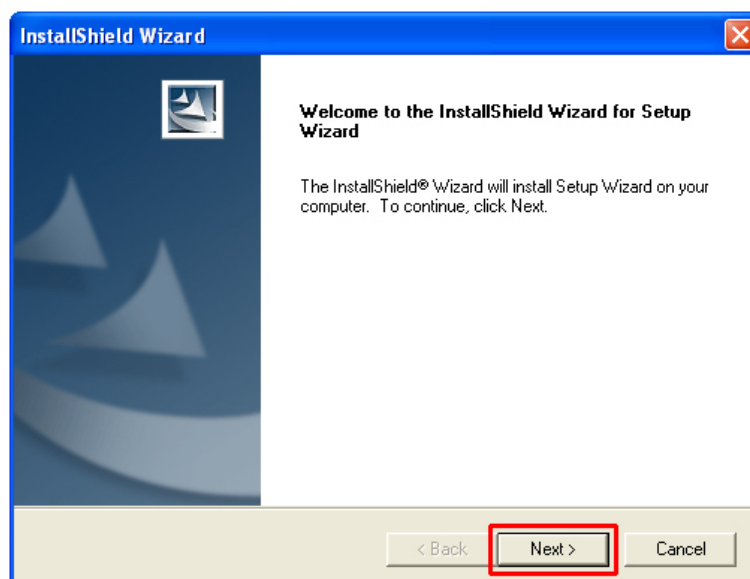 InstallShield Wizard
Welcome to the InstallShield Wizard for Setup
Wizard
The InstallShield® Wizard will install Setup Wizard on your
computer. To continue, click Next.
< Back Next > Cancel